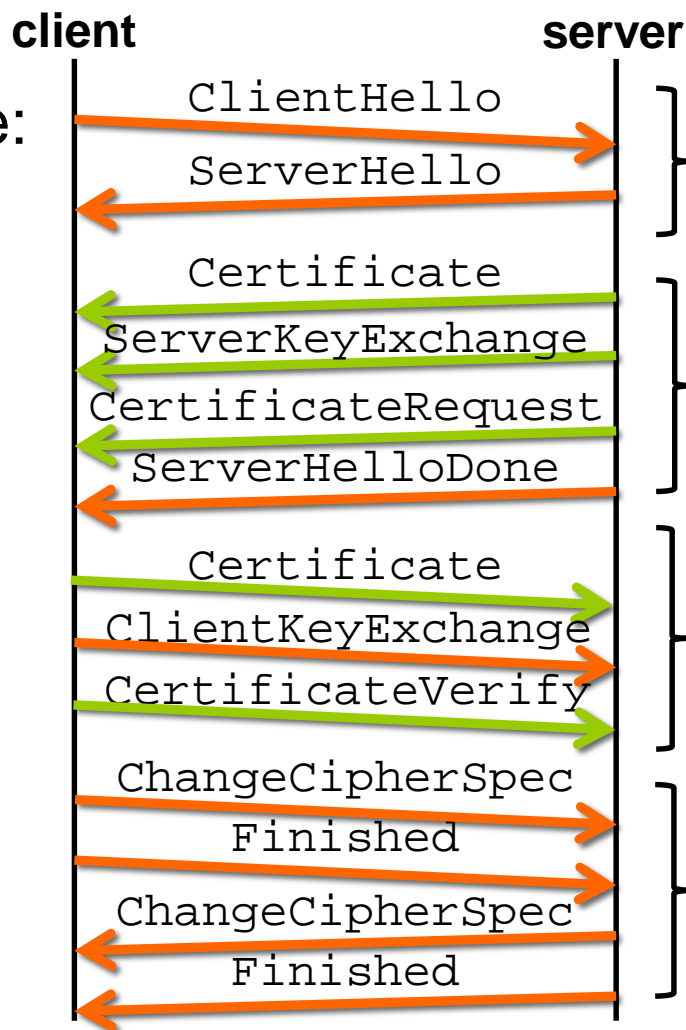 client server
e:
ClientHello
ServerHello
Certificate
ServerKeyExchange
CertificateRequest
ServerHelloDone
Certificate
ClientKeyExchange
CertificateVerify
ChangeCipherSpec
Finished
ChangeCipherSpec
Finished